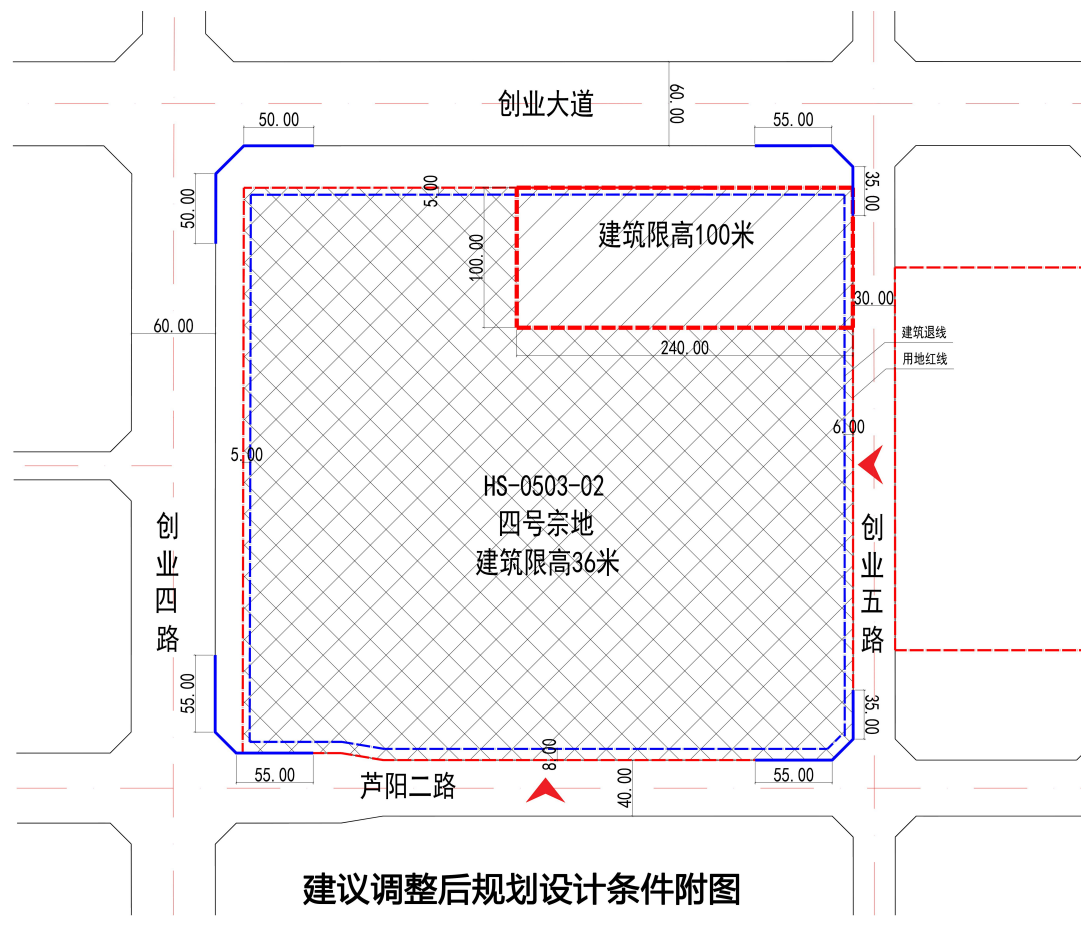 创业大道
60.00
50.00
55.00
50.00
5.00
35.00
建筑限高100米
100.00
30.00
60.00
240.00
建筑退线
用地红线
6.00
5.00
HS-0503-02
四号宗地
建筑限高36米
创业四路
创业五路
55.00
35.00
8.00
55.00
芦阳二路
40.00
55.00
建议调整后规划设计条件附图